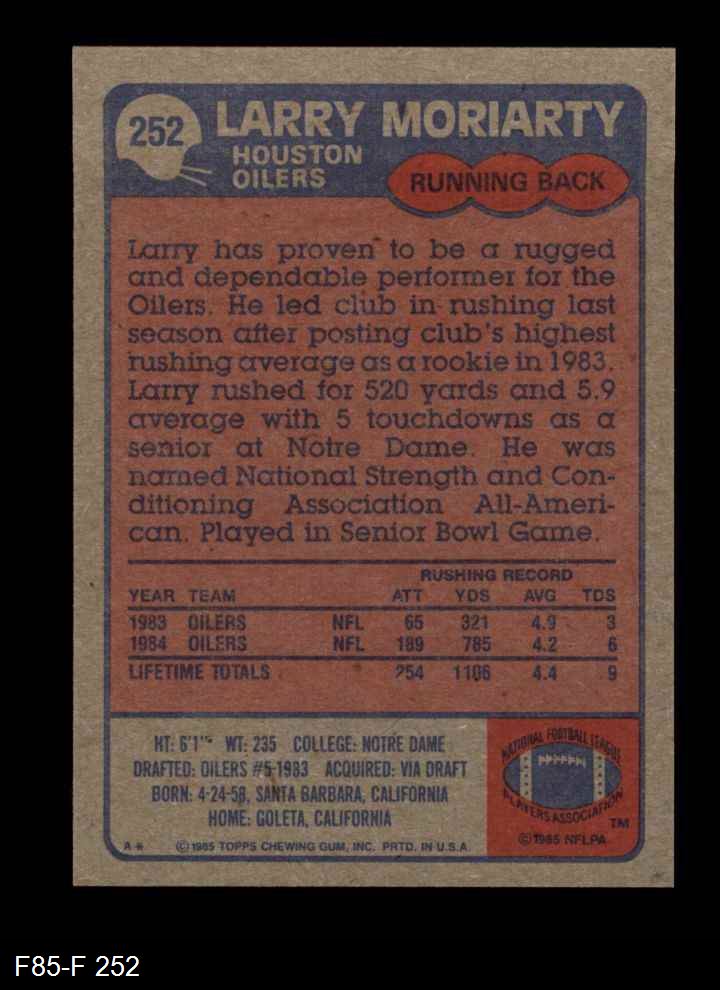 252
LARRY MORIARTY
HOUSTON
OILERS
RUNNING BACK
Larry has proven to be a rugged
and dependable performer for the
Oilers. He led club in rushing last
season after posting club's highest
rushing average as a rookie in 1983.
Larry rushed for 520 yards and 5.9
average with 5 touchdowns as a
senior at Notre Dame. He was
named National Strength and Con-
ditioning Association All-Ameri-
can. Played in Senior Bowl Game.
RUSHING RECORD
YEAR TEAM ATT YDS AVG TDS
1983 OILERS NFL 65 321 4.9 3
1984 OILERS NFL 189 785 4.2 6
LIFETIME TOTALS 254 1106 4.4 9
HT: 6'1" WT: 235 COLLEGE: NOTRE DAME
DRAFTED: OILERS #5-1983 ACQUIRED: VIA DRAFT
BORN: 4-24-58, SANTA BARBARA, CALIFORNIA
HOME: GOLETA, CALIFORNIA
A* ©1985 TOPPS CHEWING GUM, INC. PRTD. IN U.S.A.
NATIONAL FOOTBALL LEAGUE
PLAYERS ASSOCIATION
TM
©1985 NFLPA
F85-F 252